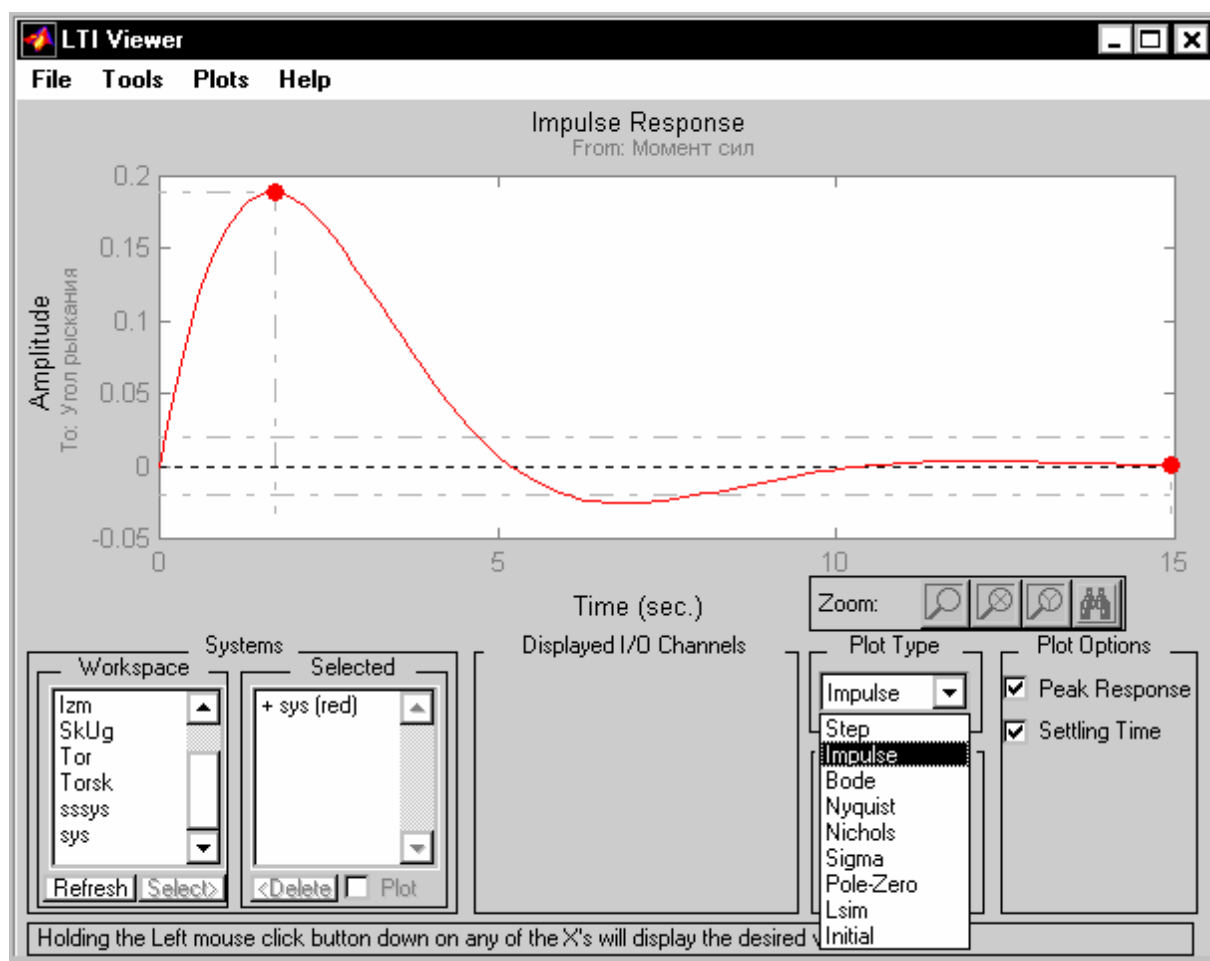 LTI Viewer
File Tools Plots Help
Impulse Response
From: Момент сил
0.2
0.15
0.1
0.05
0
-0.05
Amplitude
To: Угол рыскания
0 5 10 15
Time (sec.)
Zoom:
Systems
Workspace
Izm
SkUg
Tor
Torsk
sssys
sys
Refresh Select>
Selected
+ sys (red)
<Delete Plot
Displayed I/O Channels
Plot Type
Impulse
Step
Impulse
Bode
Nyquist
Nichols
Sigma
Pole-Zero
Lsim
Initial
Plot Options
Peak Response
Settling Time
Holding the Left mouse click button down on any of the X's will display the desired